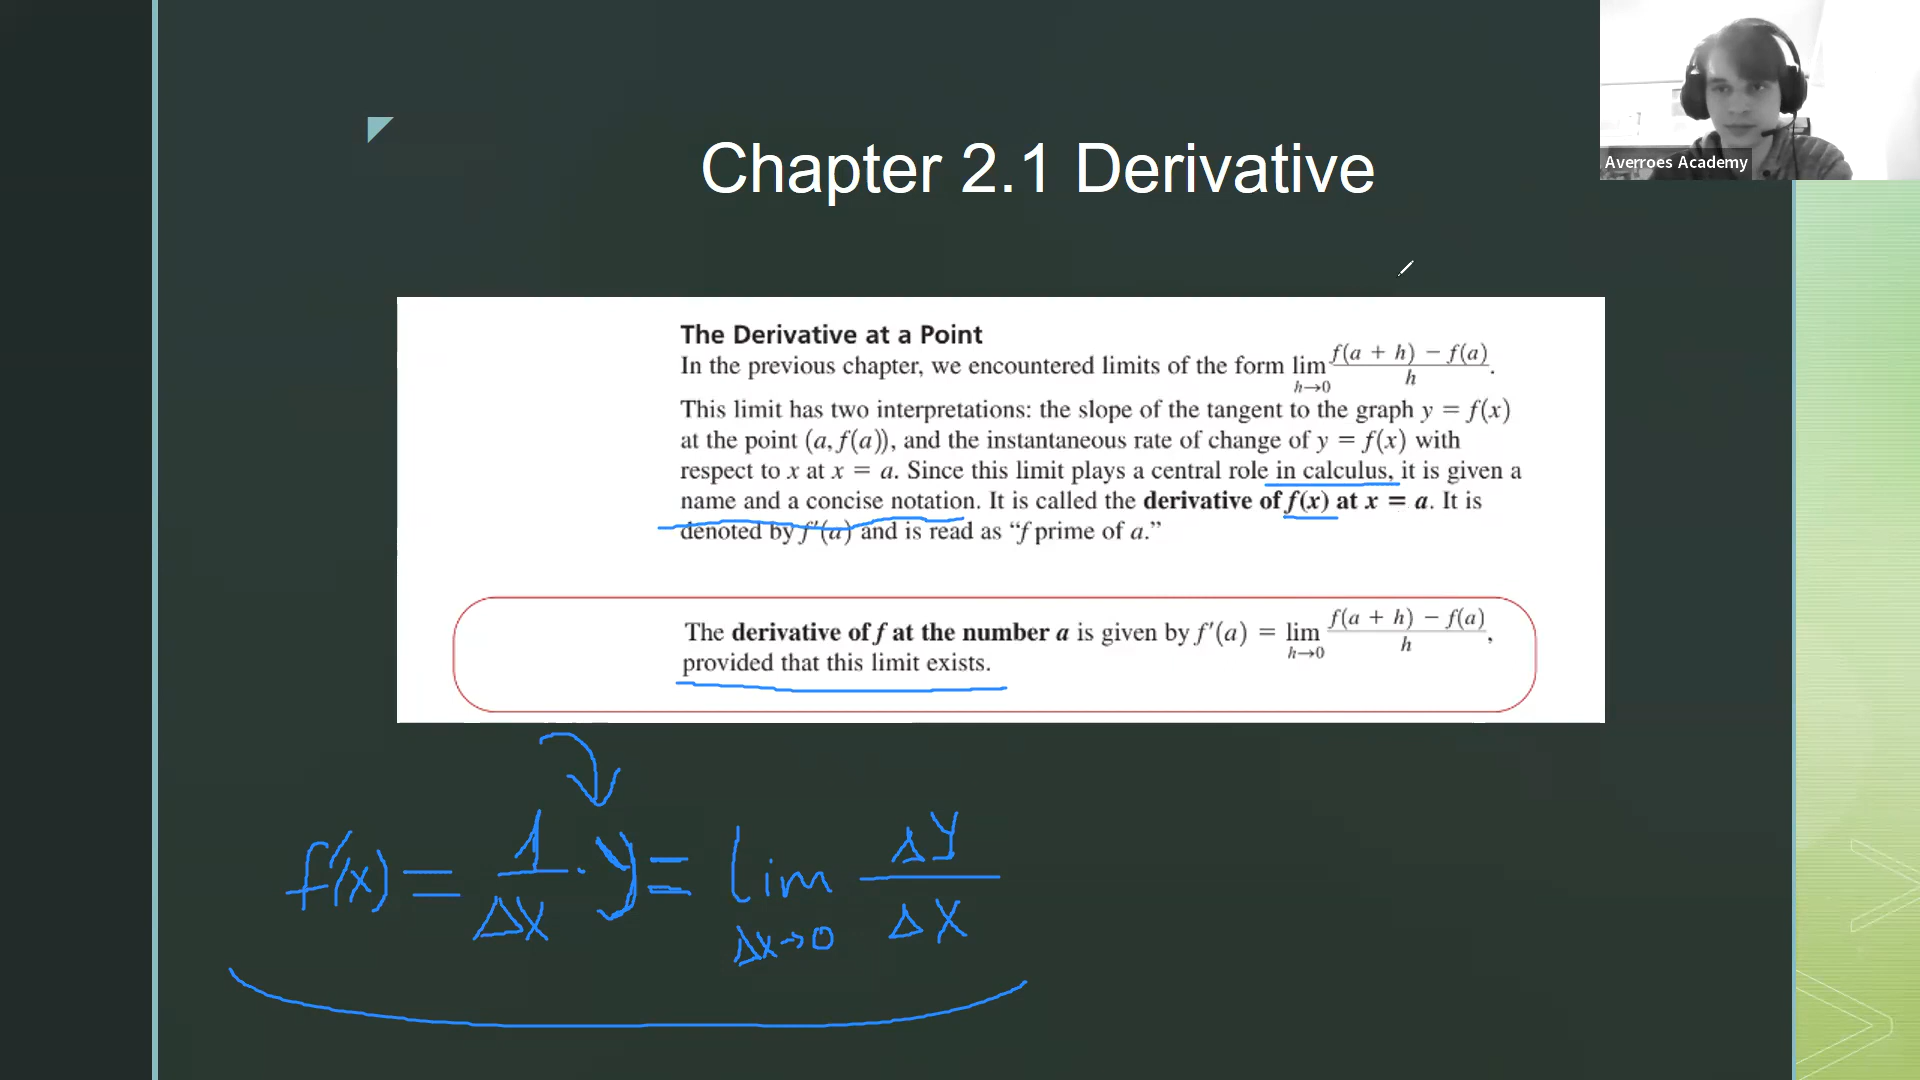 Averroes Academy
Chapter 2.1 Derivative
The Derivative at a Point
In the previous chapter, we encountered limits of the form lim h→0 f(a + h) − f(a) / h.
This limit has two interpretations: the slope of the tangent to the graph y = f(x)
at the point (a, f(a)), and the instantaneous rate of change of y = f(x) with
respect to x at x = a. Since this limit plays a central role in calculus, it is given a
name and a concise notation. It is called the derivative of f(x) at x = a. It is
denoted by f′(a) and is read as “f prime of a.”
The derivative of f at the number a is given by f′(a) = lim h→0 f(a + h) − f(a) / h,
provided that this limit exists.
f′(x) = 1/Δx · y = lim Δx→0 ΔY/ΔX